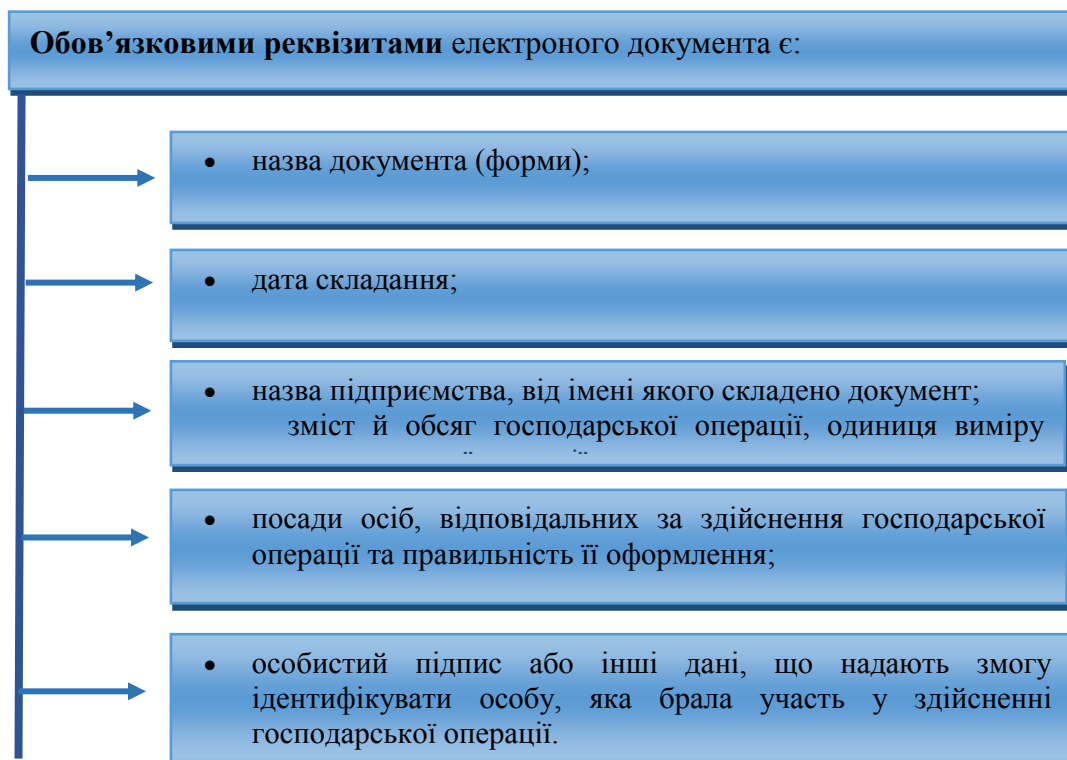 Обов’язковими реквізитами електроного документа є:
• назва документа (форми);
• дата складання;
• назва підприємства, від імені якого складено документ;
зміст й обсяг господарської операції, одиниця виміру
• посади осіб, відповідальних за здійснення господарської
операції та правильність її оформлення;
• особистий підпис або інші дані, що надають змогу
ідентифікувати особу, яка брала участь у здійсненні
господарської операції.